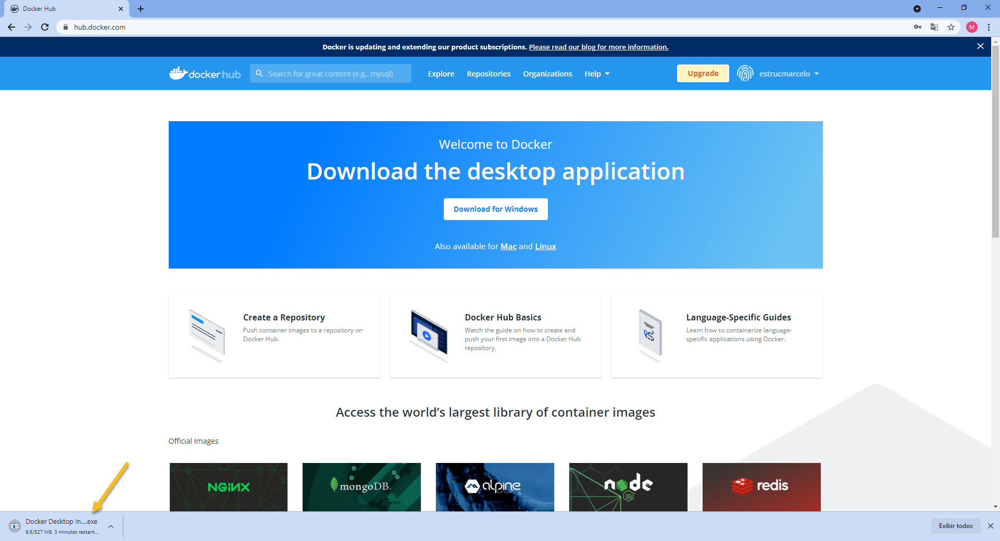 Docker Hub
hub.docker.com
M
Docker is updating and extending our product subscriptions. Please read our blog for more information.
docker hub
Search for great content (e.g., mysql)
Explore
Repositories
Organizations
Help
Upgrade
estrucmarcelo
Welcome to Docker
Download the desktop application
Download for Windows
Also available for Mac and Linux
Create a Repository
Push container images to a repository on
Docker Hub.
Docker Hub Basics
Watch the guide on how to create and
push your first image into a Docker Hub
repository.
Language-Specific Guides
Learn how to containerize language-
specific applications using Docker.
Access the world’s largest library of container images
Official Images
NGINX
mongoDB.
alpine
Linux
node
JS
redis
Docker Desktop In....exe
9,6/527 MB, 3 minutos restant...
Exibir todos